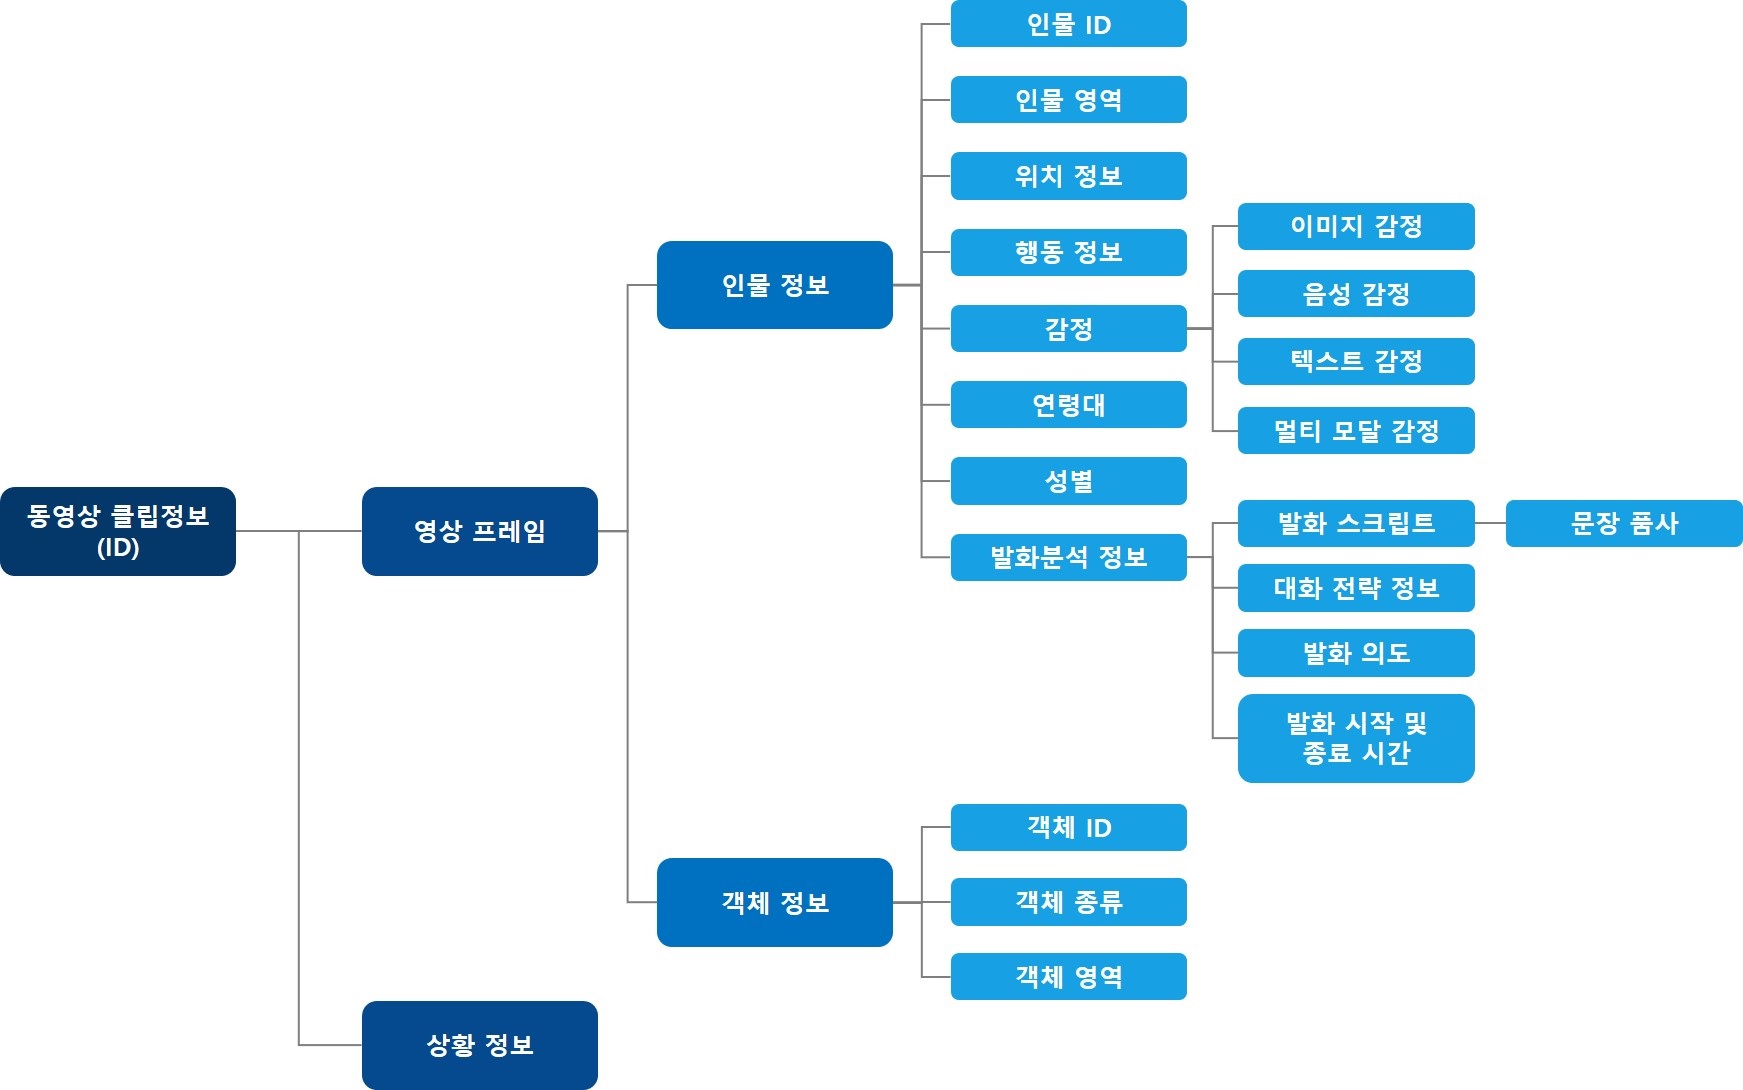 동영상 클립정보
(ID)
영상 프레임
인물 정보
인물 ID
인물 영역
위치 정보
행동 정보
감정
이미지 감정
음성 감정
텍스트 감정
멀티 모달 감정
연령대
성별
발화분석 정보
발화 스크립트
문장 품사
대화 전략 정보
발화 의도
발화 시작 및
종료 시간
객체 정보
객체 ID
객체 종류
객체 영역
상황 정보